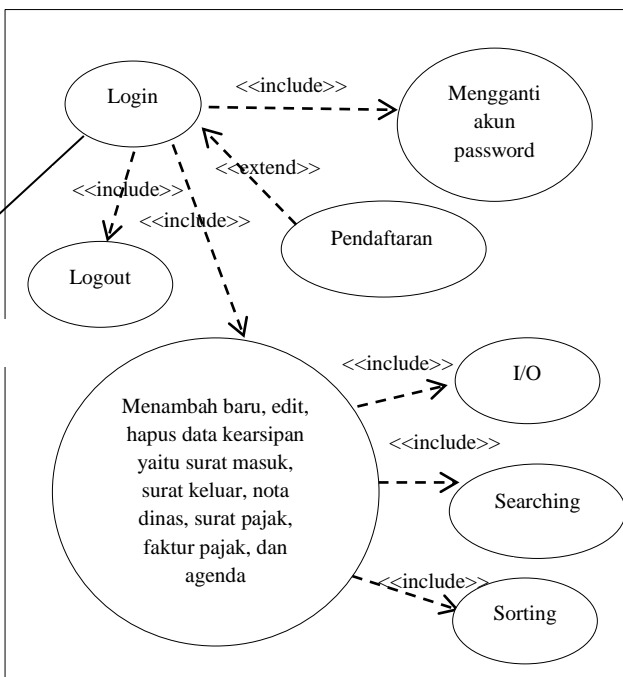 Login
<<include>>
Mengganti
akun
password
<<include>>
<<extend>>
<<include>>
Pendaftaran
Logout
<<include>>
I/O
Menambah baru, edit,
hapus data kearsipan
yaitu surat masuk,
surat keluar, nota
dinas, surat pajak,
faktur pajak, dan
agenda
<<include>>
Searching
<<include>>
Sorting